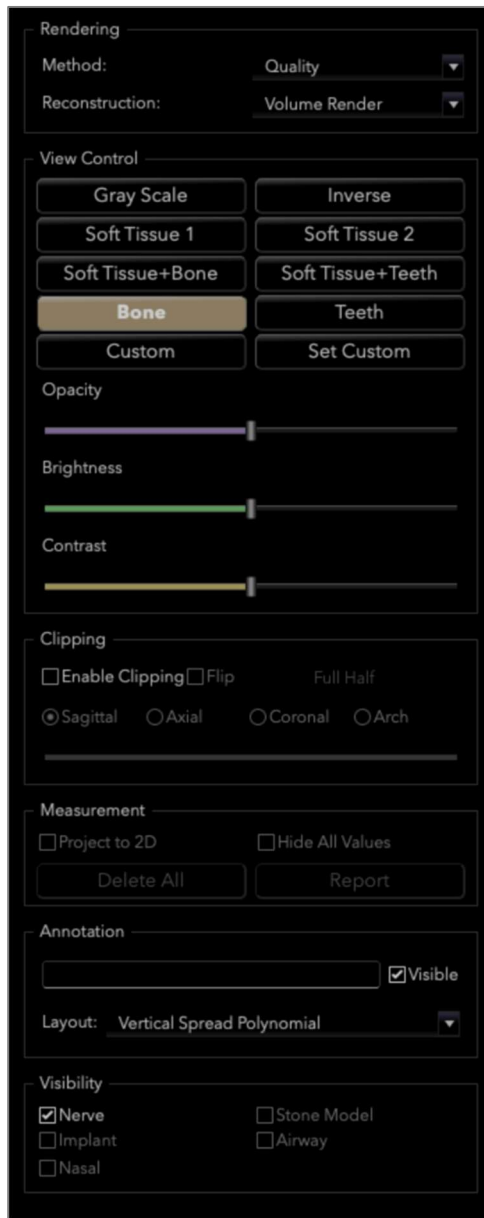 Rendering
Method: Quality
Reconstruction: Volume Render
View Control
Gray Scale Inverse
Soft Tissue 1 Soft Tissue 2
Soft Tissue+Bone Soft Tissue+Teeth
Bone Teeth
Custom Set Custom
Opacity
Brightness
Contrast
Clipping
Enable Clipping Flip Full Half
Sagittal Axial Coronal Arch
Measurement
Project to 2D Hide All Values
Delete All Report
Annotation
Visible
Layout: Vertical Spread Polynomial
Visibility
Nerve Stone Model
Implant Airway
Nasal